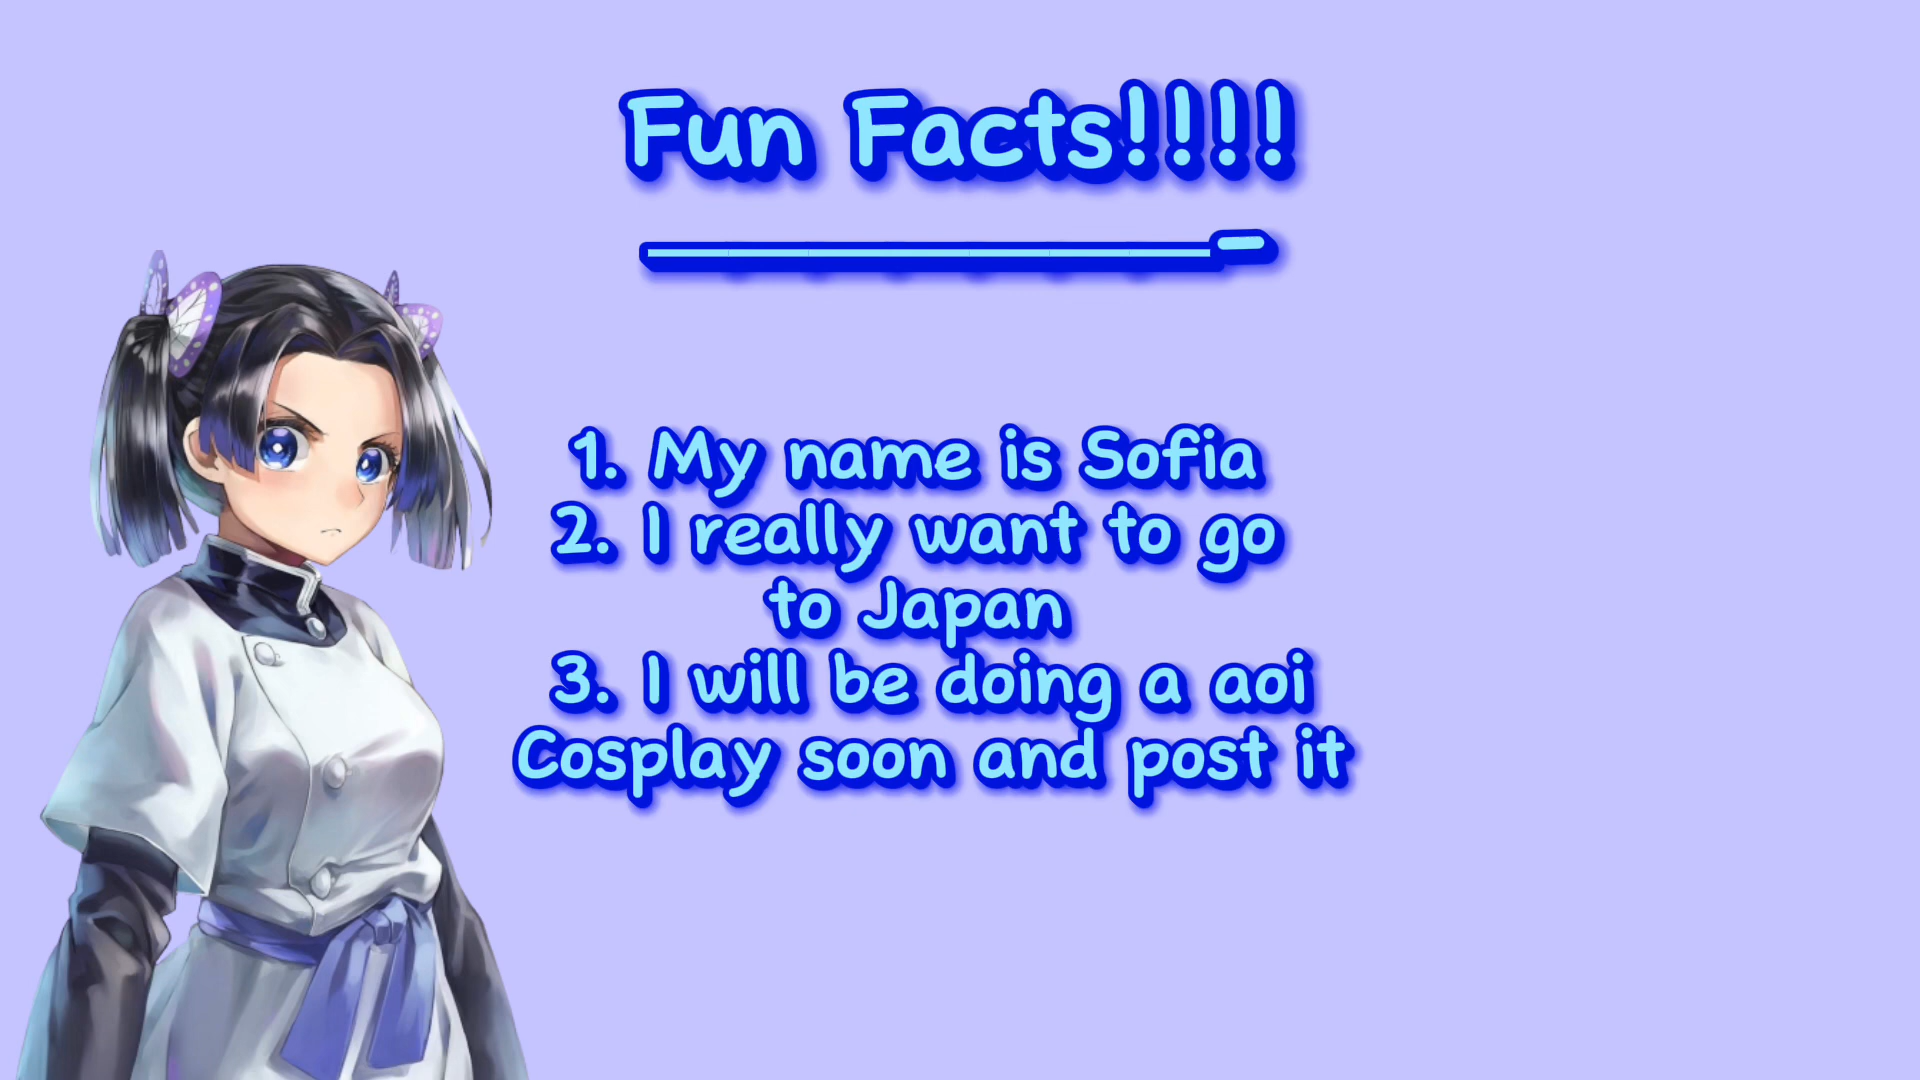 Fun Facts!!!!
1. My name is Sofia
2. I really want to go
to Japan
3. I will be doing a aoi
Cosplay soon and post it